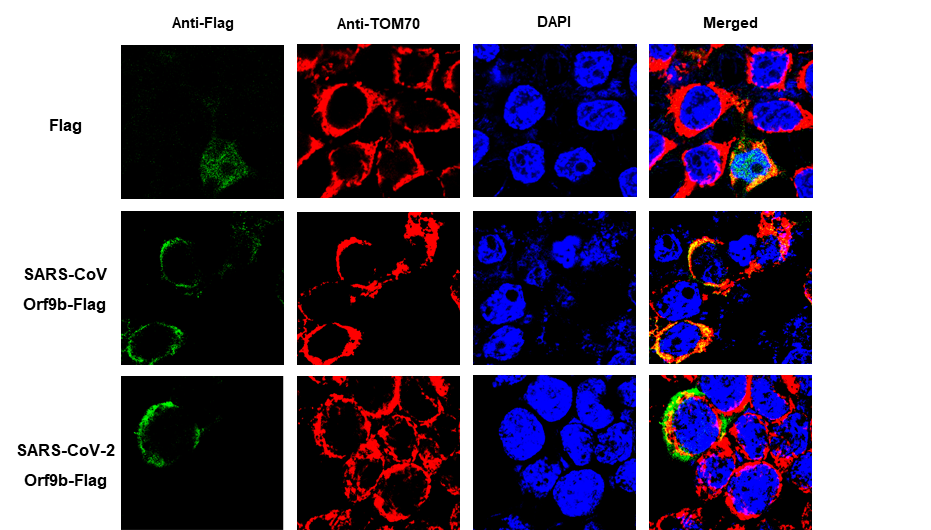 Anti-Flag Anti-TOM70 DAPI Merged
Flag
SARS-CoV
Orf9b-Flag
SARS-CoV-2
Orf9b-Flag